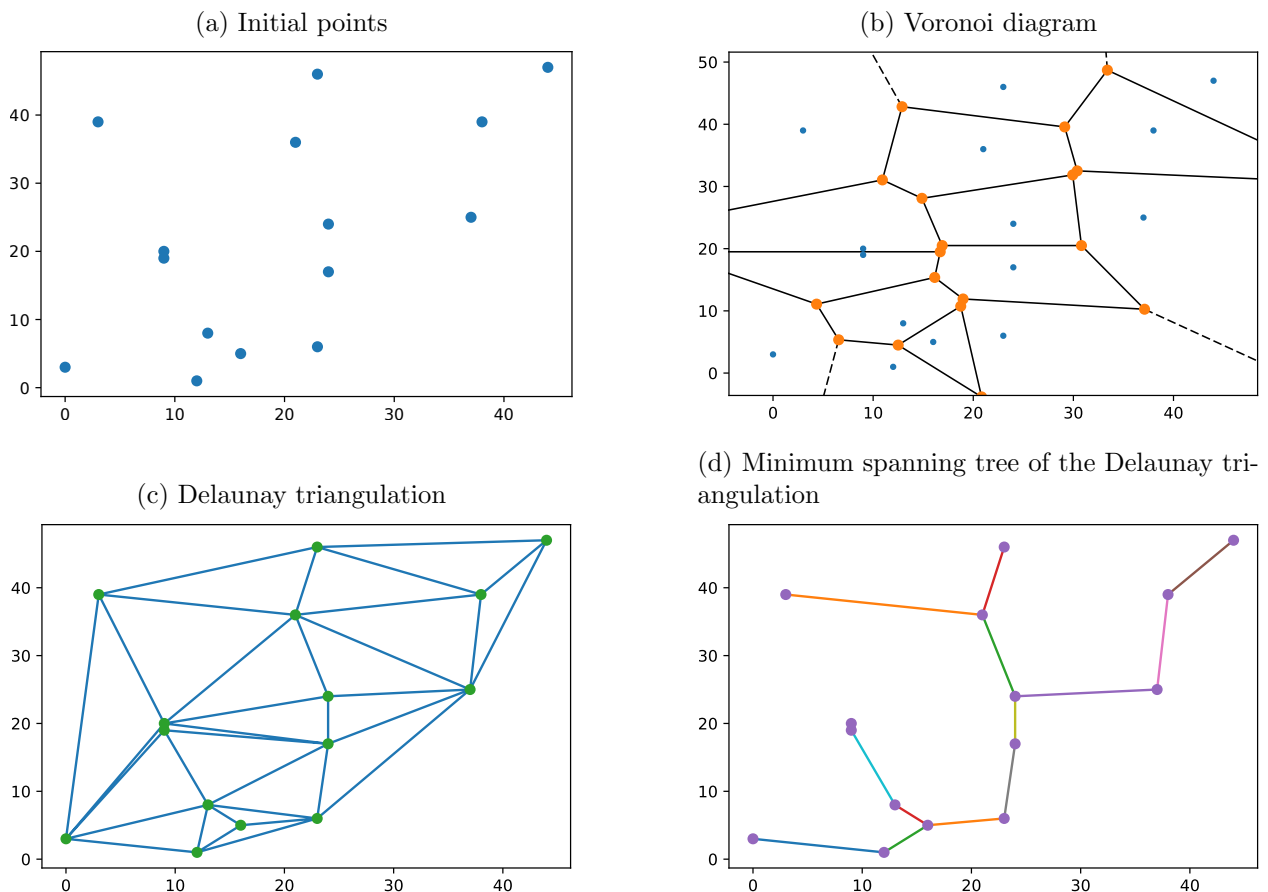 (a) Initial points
40
30
20
10
0
0 10 20 30 40
(b) Voronoi diagram
50
40
30
20
10
0
0 10 20 30 40
(c) Delaunay triangulation
40
30
20
10
0
0 10 20 30 40
(d) Minimum spanning tree of the Delaunay tri-
angulation
40
30
20
10
0
0 10 20 30 40